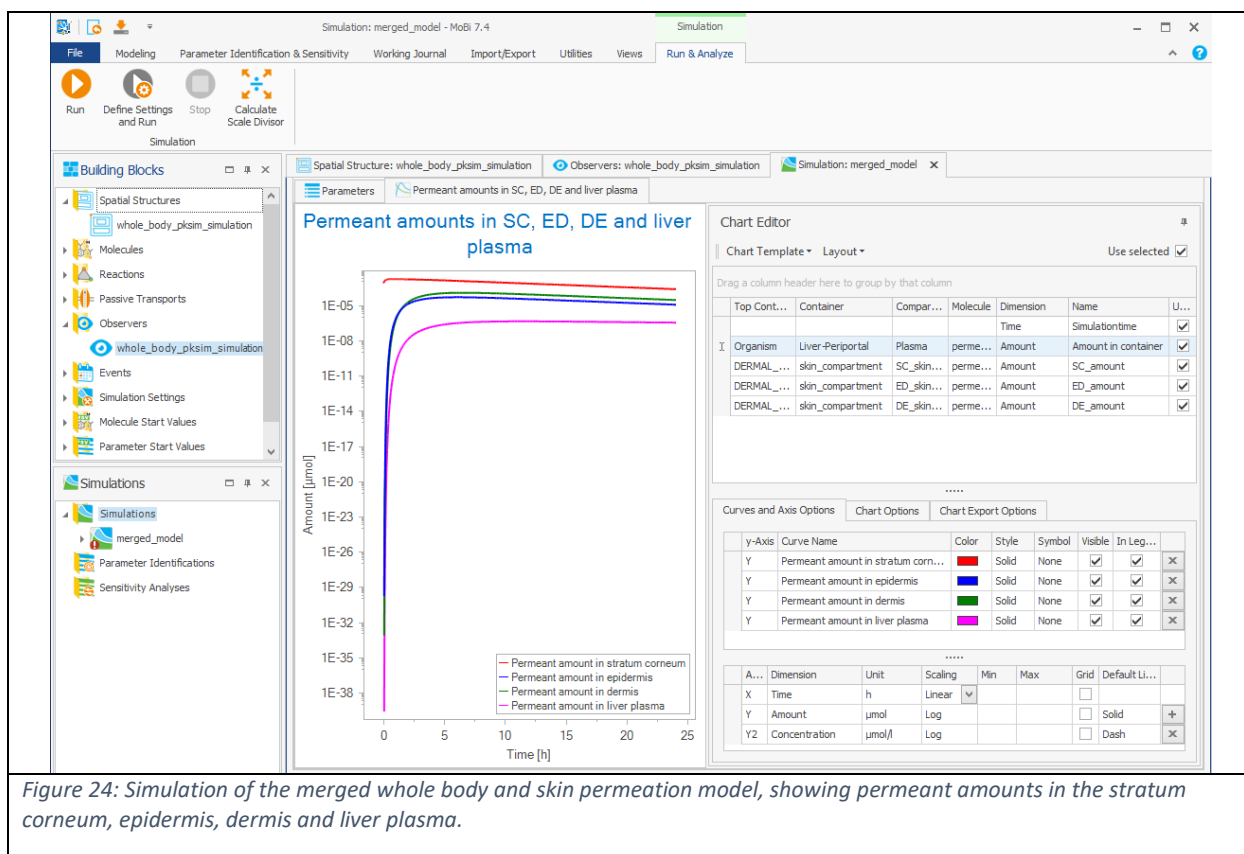 Simulation: merged_model - MoBi 7.4
Simulation
File Modeling Parameter Identification & Sensitivity Working Journal Import/Export Utilities Views Run & Analyze
Run
Define Settings and Run
Stop
Calculate Scale Divisor
Simulation
Building Blocks
Spatial Structures
whole_body_pksim_simulation
Molecules
Reactions
Passive Transports
Observers
whole_body_pksim_simulation
Events
Simulation Settings
Molecule Start Values
Parameter Start Values
Simulations
Simulations
merged_model
Parameter Identifications
Sensitivity Analyses
Spatial Structure: whole_body_pksim_simulation Observers: whole_body_pksim_simulation Simulation: merged_model
Parameters Permeant amounts in SC, ED, DE and liver plasma
Permeant amounts in SC, ED, DE and liver
plasma
Amount [µmol]
1E-05
1E-08
1E-11
1E-14
1E-17
1E-20
1E-23
1E-26
1E-29
1E-32
1E-35
1E-38
Permeant amount in stratum corneum
Permeant amount in epidermis
Permeant amount in dermis
Permeant amount in liver plasma
0 5 10 15 20 25
Time [h]
Chart Editor
Chart Template Layout Use selected
Drag a column header here to group by that column
Top Cont... Container Compar... Molecule Dimension Name U...
Time Simulationtime
Organism Liver-Periportal Plasma perme... Amount Amount in container
DERMAL_... skin_compartment SC_skin... perme... Amount SC_amount
DERMAL_... skin_compartment ED_skin... perme... Amount ED_amount
DERMAL_... skin_compartment DE_skin... perme... Amount DE_amount
Curves and Axis Options Chart Options Chart Export Options
y-Axis Curve Name Color Style Symbol Visible In Leg...
Y Permeant amount in stratum corn... Solid None
Y Permeant amount in epidermis Solid None
Y Permeant amount in dermis Solid None
Y Permeant amount in liver plasma Solid None
A... Dimension Unit Scaling Min Max Grid Default Li...
X Time h Linear
Y Amount µmol Log Solid
Y2 Concentration µmol/l Log Dash
Figure 24: Simulation of the merged whole body and skin permeation model, showing permeant amounts in the stratum
corneum, epidermis, dermis and liver plasma.